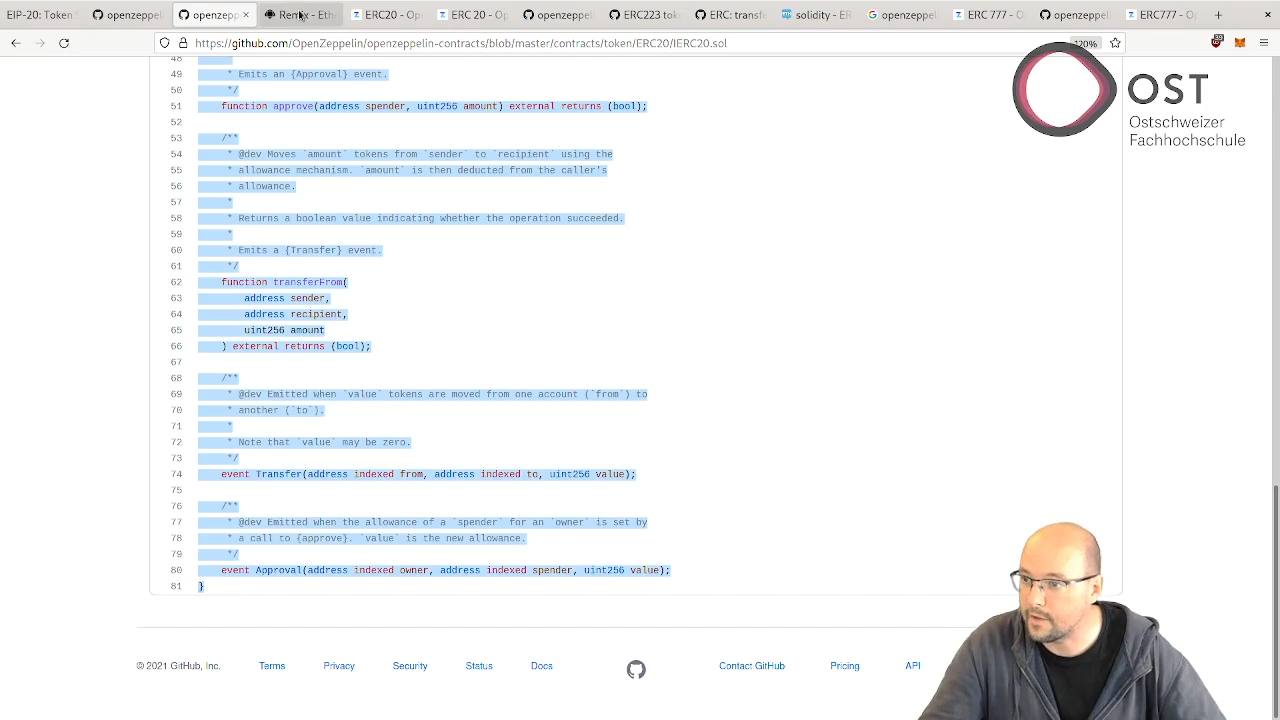 EIP-20: Token
openzeppelin
openzepp
Remix - Eth
ERC20 - Op
ERC 20 - Op
openzeppel
ERC223 tok
ERC: transf
solidity - ER
openzeppel
ERC 777 -
openzeppel
ERC777 - Op
https://github.com/OpenZeppelin/openzeppelin-contracts/blob/master/contracts/token/ERC20/IERC20.sol
120%
OST
Ostschweizer
Fachhochschule
48 *
49 * Emits an {Approval} event.
50 */
51 function approve(address spender, uint256 amount) external returns (bool);
52
53 /**
54 * @dev Moves `amount` tokens from `sender` to `recipient` using the
55 * allowance mechanism. `amount` is then deducted from the caller's
56 * allowance.
57 *
58 * Returns a boolean value indicating whether the operation succeeded.
59 *
60 * Emits a {Transfer} event.
61 */
62 function transferFrom(
63 address sender,
64 address recipient,
65 uint256 amount
66 ) external returns (bool);
67
68 /**
69 * @dev Emitted when `value` tokens are moved from one account (`from`) to
70 * another (`to`).
71 *
72 * Note that `value` may be zero.
73 */
74 event Transfer(address indexed from, address indexed to, uint256 value);
75
76 /**
77 * @dev Emitted when the allowance of a `spender` for an `owner` is set by
78 * a call to {approve}. `value` is the new allowance.
79 */
80 event Approval(address indexed owner, address indexed spender, uint256 value);
81 }
© 2021 GitHub, Inc.
Terms
Privacy
Security
Status
Docs
Contact GitHub
Pricing
API